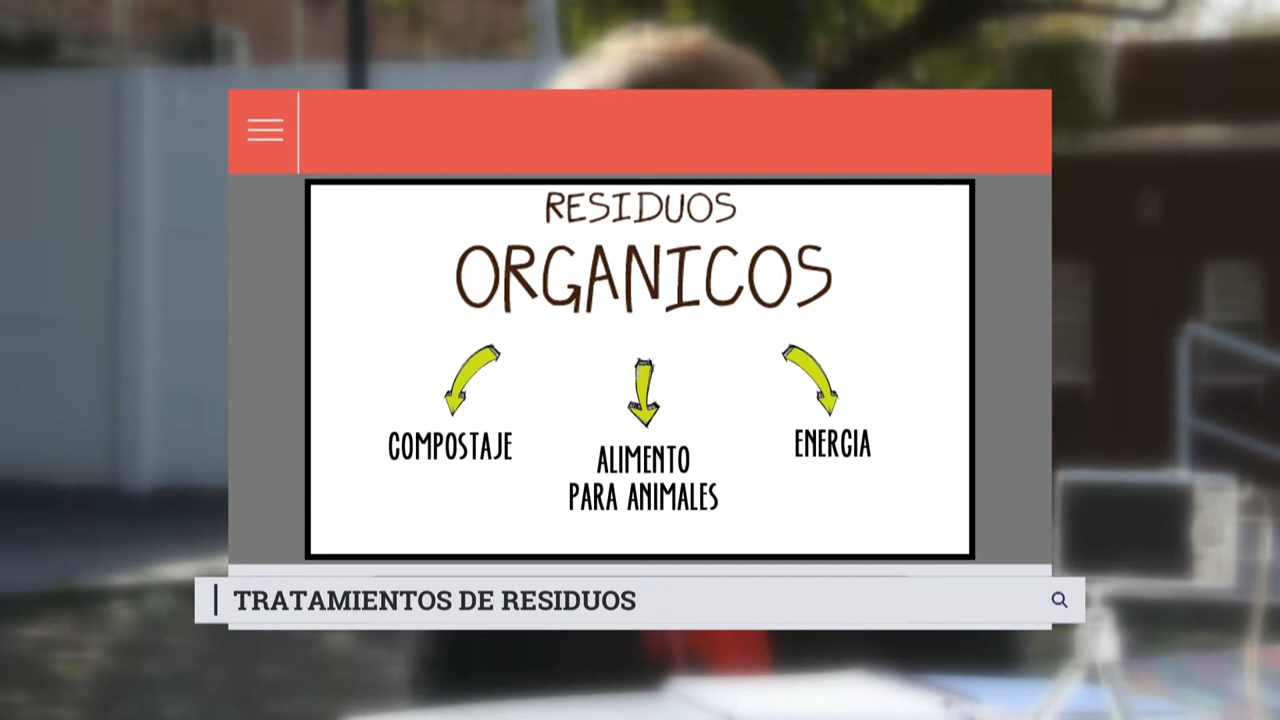 RESIDUOS
ORGANICOS
COMPOSTAJE
ALIMENTO
PARA ANIMALES
ENERGIA
TRATAMIENTOS DE RESIDUOS